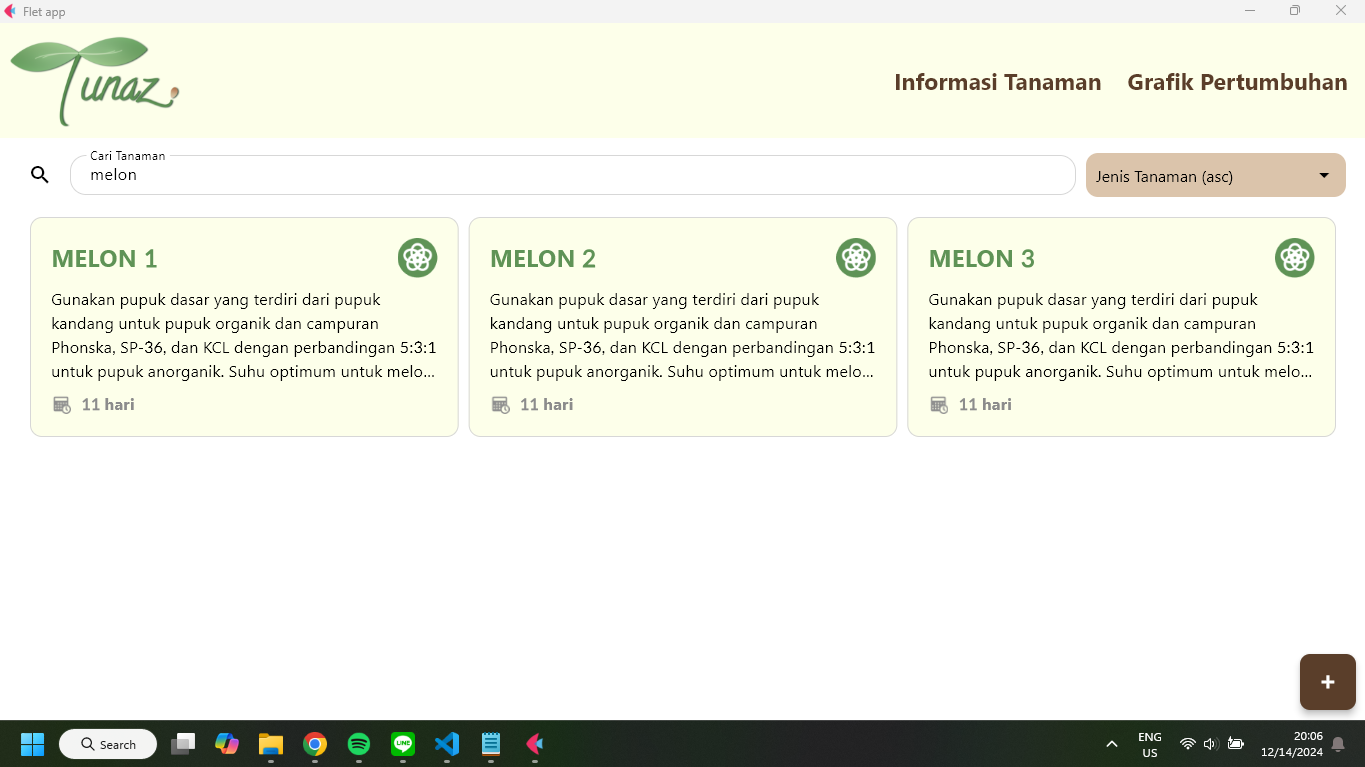 Flet app
Tunaz
Informasi Tanaman
Grafik Pertumbuhan
Cari Tanaman
melon
Jenis Tanaman (asc)
MELON 1
Gunakan pupuk dasar yang terdiri dari pupuk
kandang untuk pupuk organik dan campuran
Phonska, SP-36, dan KCL dengan perbandingan 5:3:1
untuk pupuk anorganik. Suhu optimum untuk melo...
11 hari
MELON 2
Gunakan pupuk dasar yang terdiri dari pupuk
kandang untuk pupuk organik dan campuran
Phonska, SP-36, dan KCL dengan perbandingan 5:3:1
untuk pupuk anorganik. Suhu optimum untuk melo...
11 hari
MELON 3
Gunakan pupuk dasar yang terdiri dari pupuk
kandang untuk pupuk organik dan campuran
Phonska, SP-36, dan KCL dengan perbandingan 5:3:1
untuk pupuk anorganik. Suhu optimum untuk melo...
11 hari
+
Search
LINE
ENG
US
20:06
12/14/2024